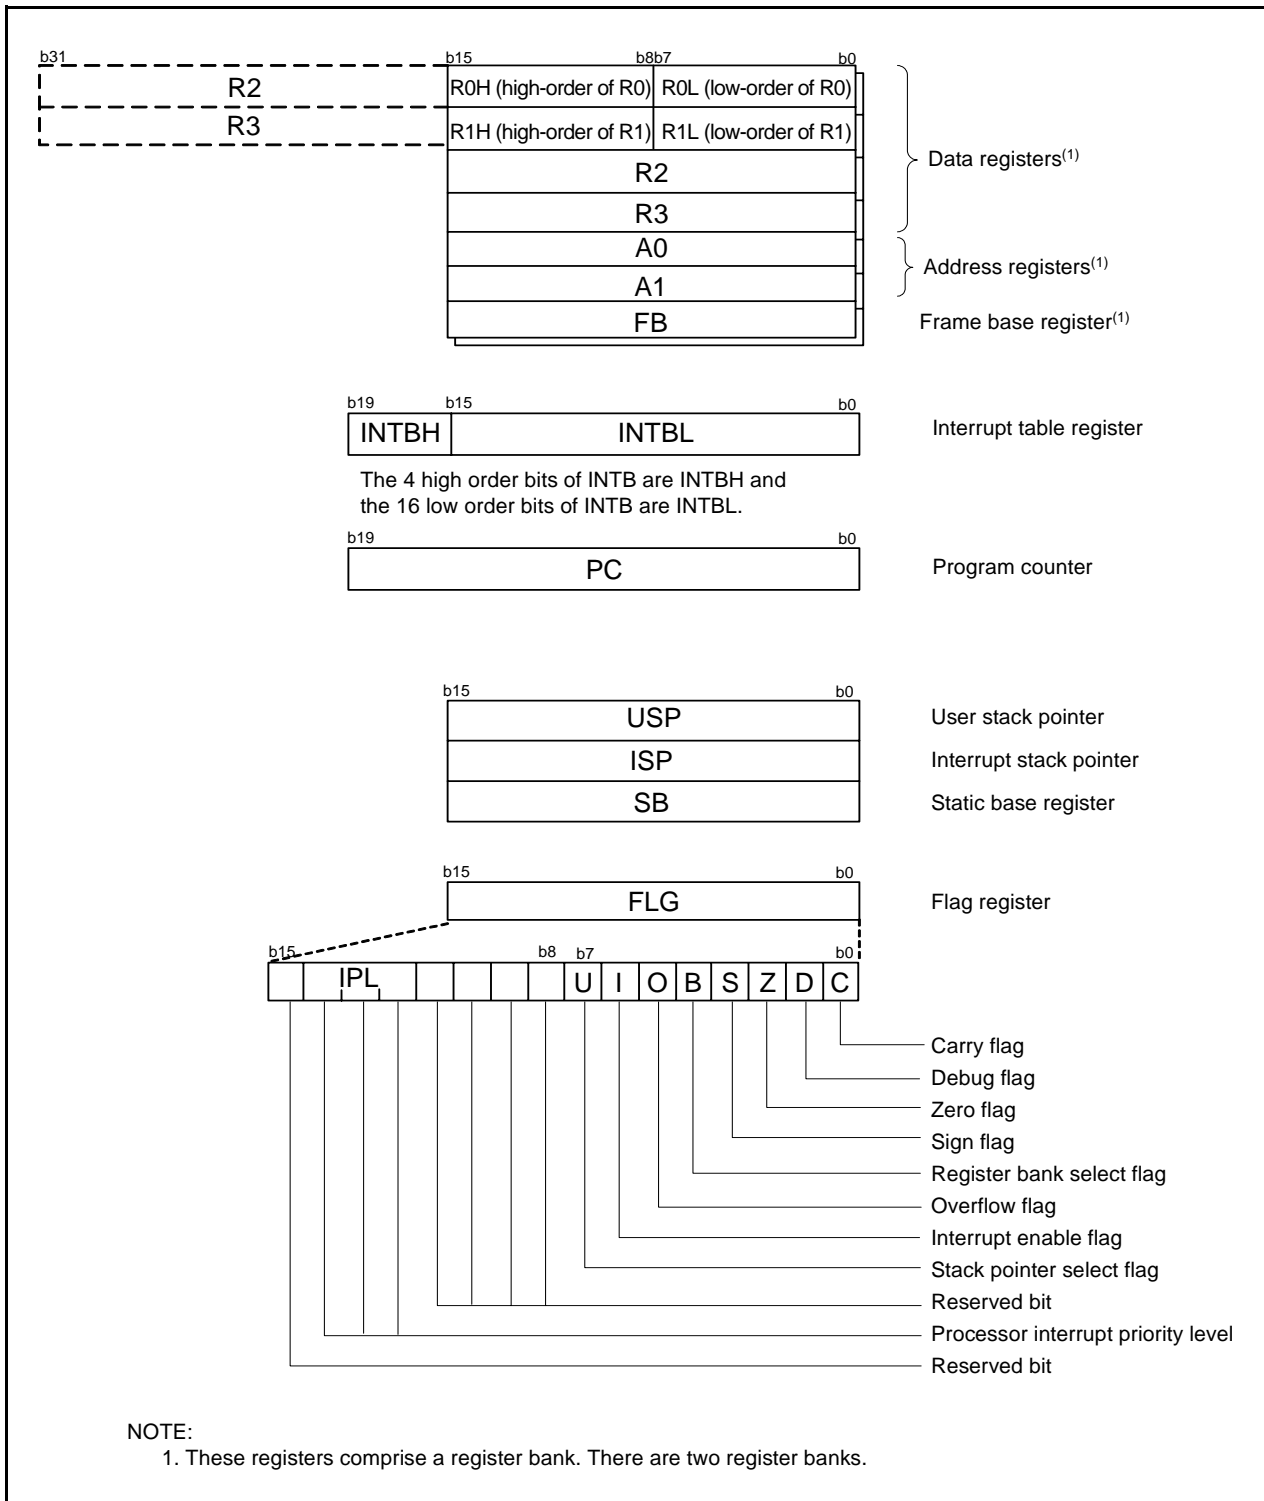 b31 b15 b8b7 b0
R2 R0H (high-order of R0) R0L (low-order of R0)
R3 R1H (high-order of R1) R1L (low-order of R1)
R2
Data registers(1)
R3
A0
Address registers(1)
A1
FB Frame base register(1)
b19 b15 b0
INTBH INTBL Interrupt table register
The 4 high order bits of INTB are INTBH and
the 16 low order bits of INTB are INTBL.
b19 b0
PC Program counter
b15 b0
USP User stack pointer
ISP Interrupt stack pointer
SB Static base register
b15 b0
FLG Flag register
b15 b8 b7 b0
IPL U I O B S Z D C
Carry flag
Debug flag
Zero flag
Sign flag
Register bank select flag
Overflow flag
Interrupt enable flag
Stack pointer select flag
Reserved bit
Processor interrupt priority level
Reserved bit
NOTE:
1. These registers comprise a register bank. There are two register banks.